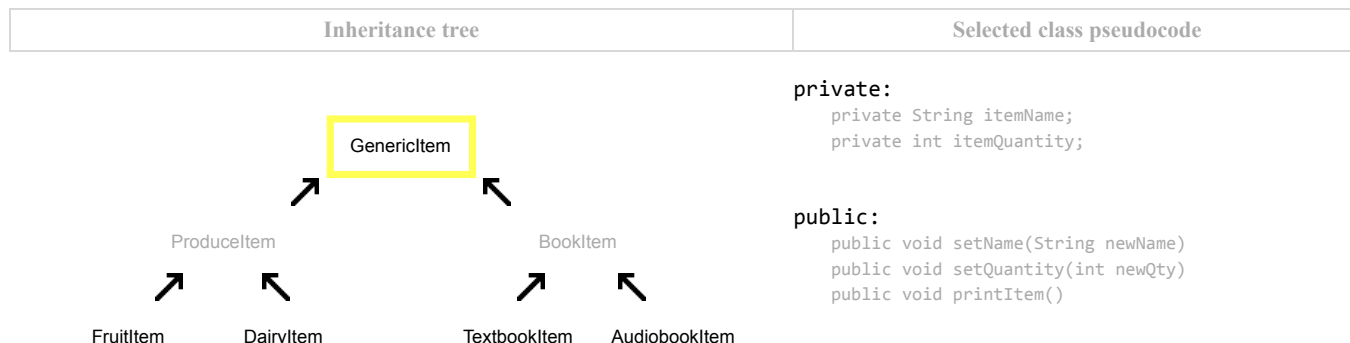 Inheritance tree
Selected class pseudocode
GenericItem
ProduceItem
BookItem
FruitItem
DairyItem
TextbookItem
AudiobookItem
private:
private String itemName;
private int itemQuantity;
public:
public void setName(String newName)
public void setQuantity(int newQty)
public void printItem()